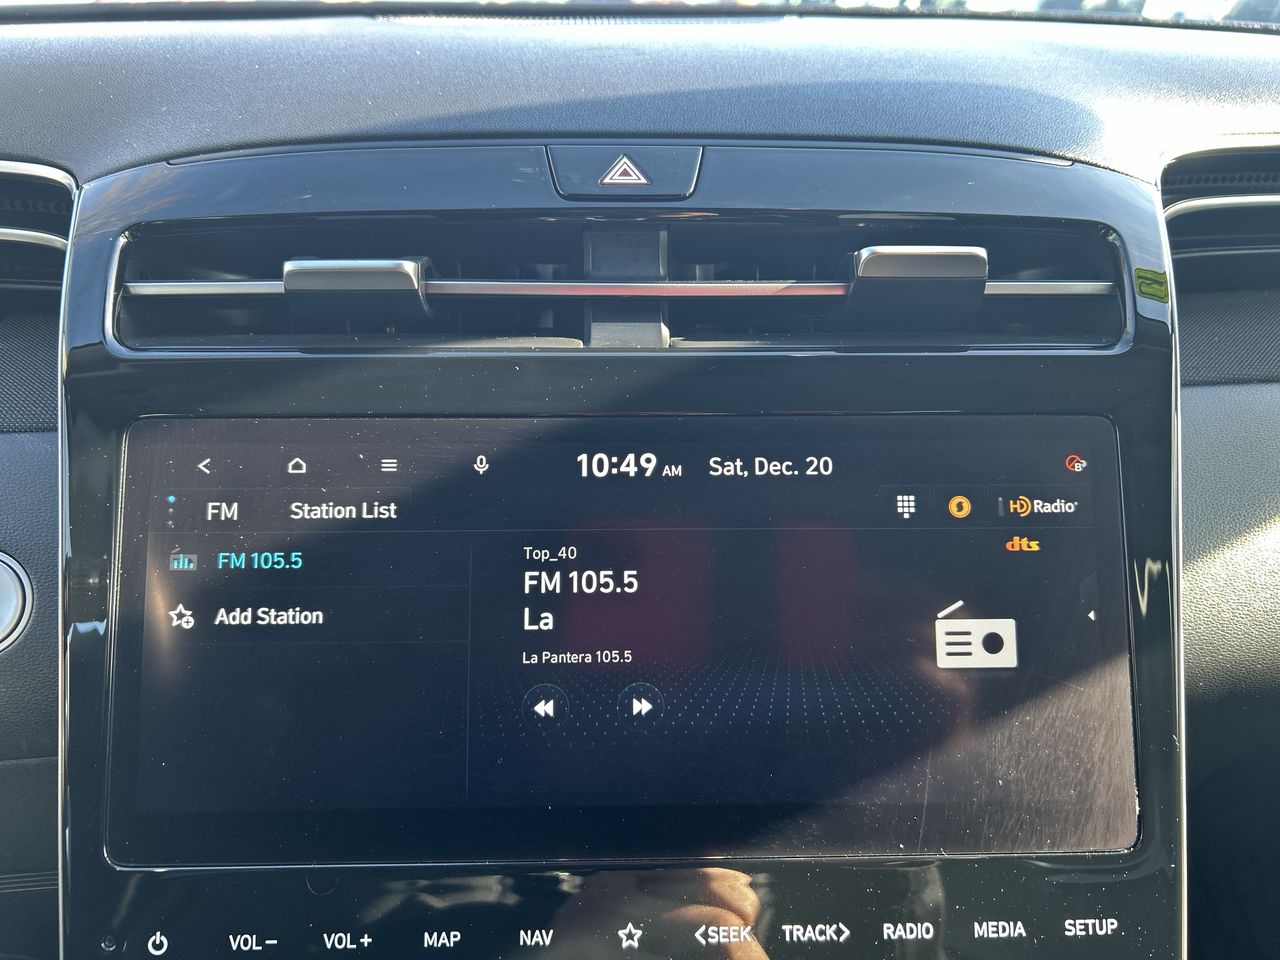 10:49 AM Sat, Dec. 20
FM Station List HD Radio
dts
FM 105.5
Add Station
Top_40
FM 105.5
La
La Pantera 105.5
VOL− VOL+ MAP NAV <SEEK TRACK> RADIO MEDIA SETUP